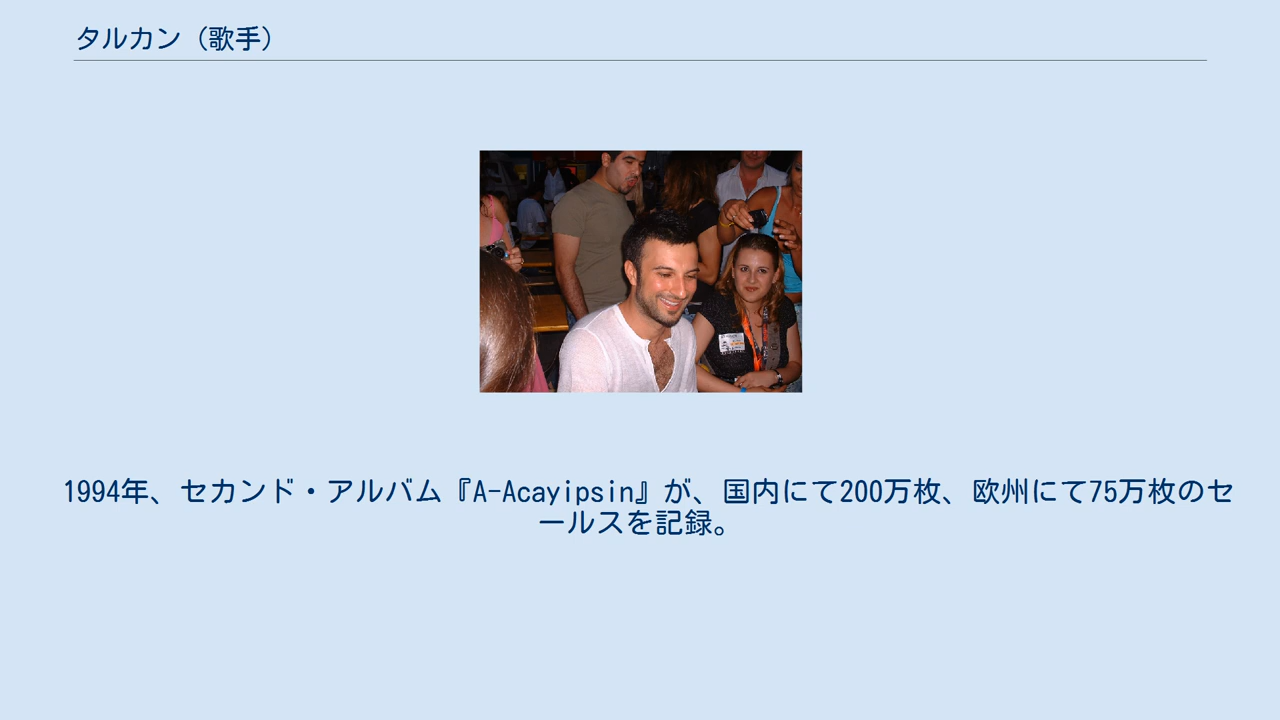 タルカン（歌手）
1994年、セカンド・アルバム『A-Acayipsin』が、国内にて200万枚、欧州にて75万枚のセ
ールスを記録。